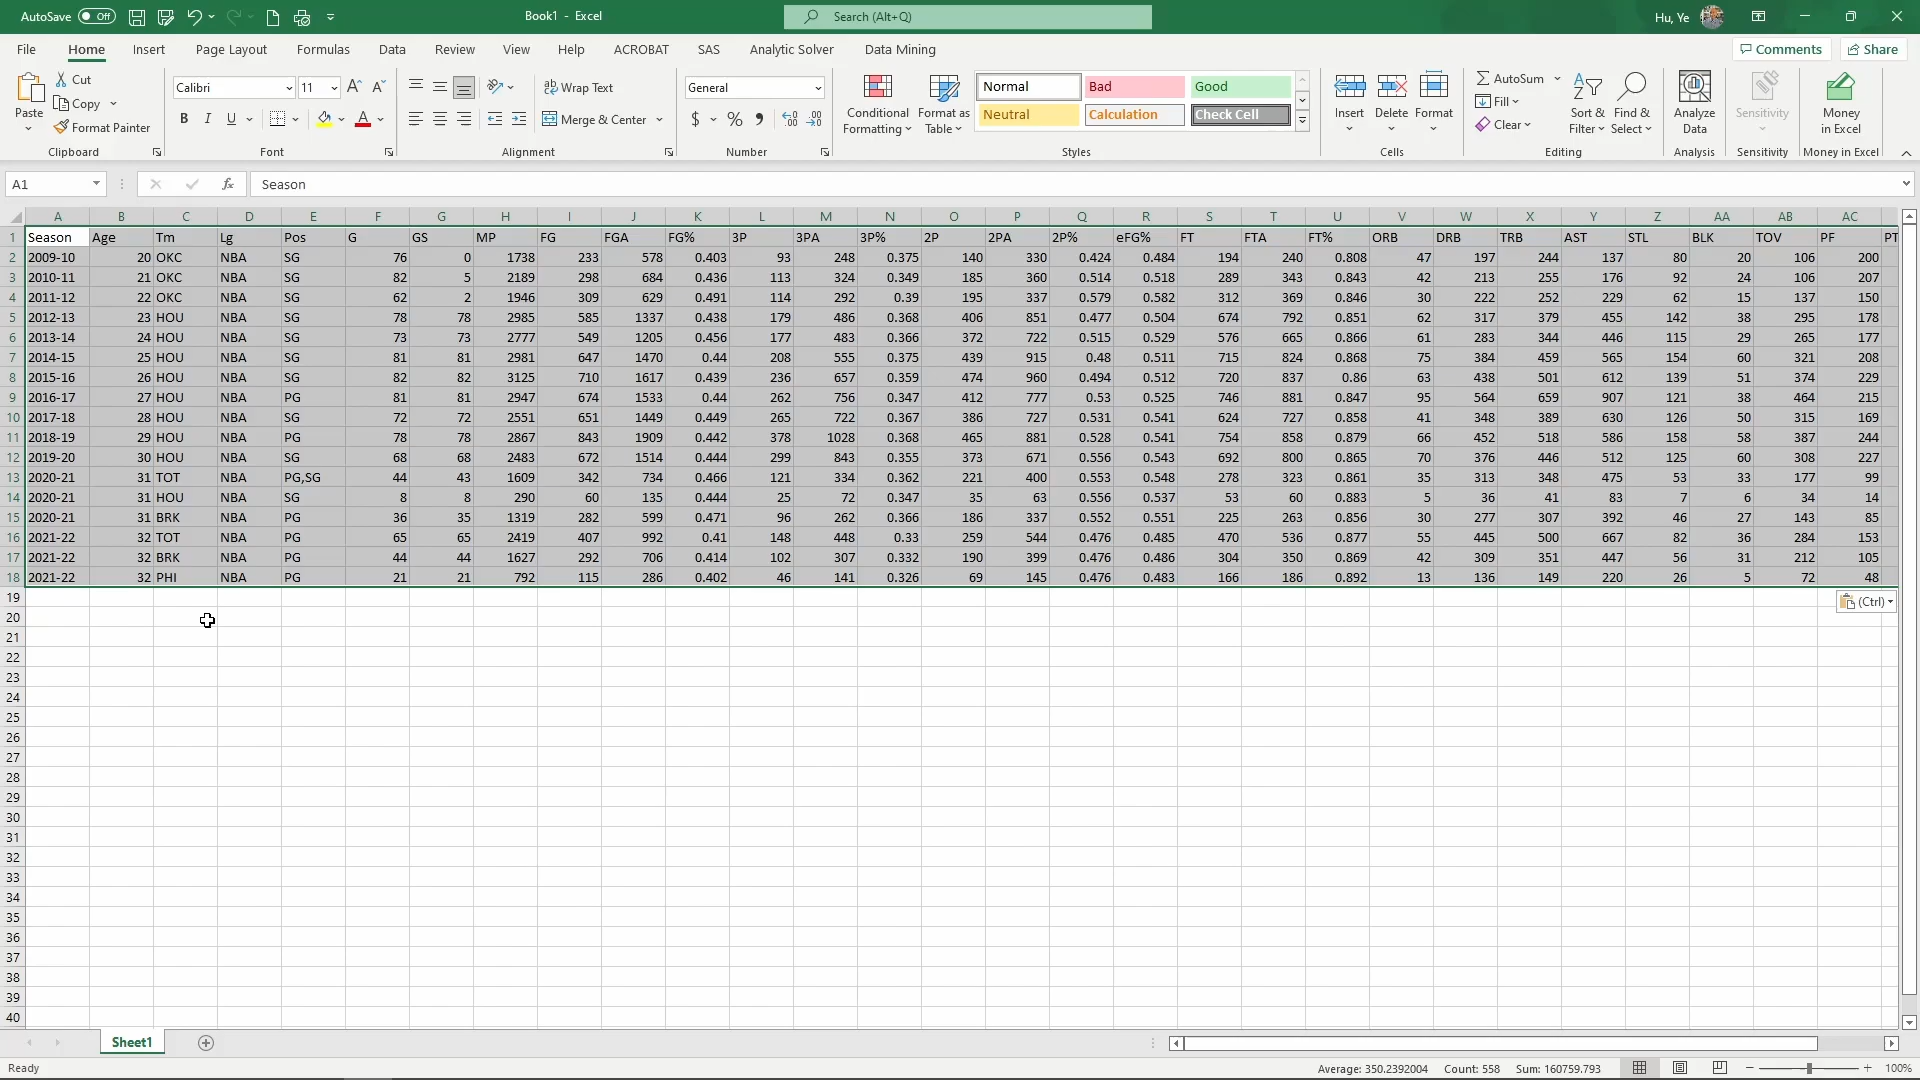 AutoSave Off Book1 - Excel Search (Alt+Q) Hu, Ye
File Home Insert Page Layout Formulas Data Review View Help ACROBAT SAS Analytic Solver Data Mining Comments Share
Paste Cut Copy Format Painter Clipboard
Calibri 11 A A B I U A Font
ab Wrap Text Merge & Center Alignment
General $ % 9 Number
Conditional Formatting Format as Table Normal Bad Good Neutral Calculation Check Cell Styles
Insert Delete Format Cells
AutoSum Fill Clear Sort & Filter Find & Select Editing
Analyze Data Analysis Sensitivity Sensitivity Money in Excel Money in Excel
A1 fx Season
A B C D E F G H I J K L M N O P Q R S T U V W X Y Z AA AB AC
1 Season Age Tm Lg Pos G GS MP FG FGA FG% 3P 3PA 3P% 2P 2PA 2P% eFG% FT FTA FT% ORB DRB TRB AST STL BLK TOV PF PT
2 2009-10 20 OKC NBA SG 76 0 1738 233 578 0.403 93 248 0.375 140 330 0.424 0.484 194 240 0.808 47 197 244 137 80 20 106 200
3 2010-11 21 OKC NBA SG 82 5 2189 298 684 0.436 113 324 0.349 185 360 0.514 0.518 289 343 0.843 42 213 255 176 92 24 106 207
4 2011-12 22 OKC NBA SG 62 2 1946 309 629 0.491 114 292 0.39 195 337 0.579 0.582 312 369 0.846 30 222 252 229 62 15 137 150
5 2012-13 23 HOU NBA SG 78 78 2985 585 1337 0.438 179 486 0.368 406 851 0.477 0.504 674 792 0.851 62 317 379 455 142 38 295 178
6 2013-14 24 HOU NBA SG 73 73 2777 549 1205 0.456 177 483 0.366 372 722 0.515 0.529 576 665 0.866 61 283 344 446 115 29 265 177
7 2014-15 25 HOU NBA SG 81 81 2981 647 1470 0.44 208 555 0.375 439 915 0.48 0.511 715 824 0.868 75 384 459 565 154 60 321 208
8 2015-16 26 HOU NBA SG 82 82 3125 710 1617 0.439 236 657 0.359 474 960 0.494 0.512 720 837 0.86 63 438 501 612 139 51 374 229
9 2016-17 27 HOU NBA PG 81 81 2947 674 1533 0.44 262 756 0.347 412 777 0.53 0.525 746 881 0.847 95 564 659 907 121 38 464 215
10 2017-18 28 HOU NBA SG 72 72 2551 651 1449 0.449 265 722 0.367 386 727 0.531 0.541 624 727 0.858 41 348 389 630 126 50 315 169
11 2018-19 29 HOU NBA PG 78 78 2867 843 1909 0.442 378 1028 0.368 465 881 0.528 0.541 754 858 0.879 66 452 518 586 158 58 387 244
12 2019-20 30 HOU NBA SG 68 68 2483 672 1514 0.444 299 843 0.355 373 671 0.556 0.543 692 800 0.865 70 376 446 512 125 60 308 227
13 2020-21 31 TOT NBA PG,SG 44 43 1609 342 734 0.466 121 334 0.362 221 400 0.553 0.548 278 323 0.861 35 313 348 475 53 33 177 99
14 2020-21 31 HOU NBA SG 8 8 290 60 135 0.444 25 72 0.347 35 63 0.556 0.537 53 60 0.883 5 36 41 83 7 6 34 14
15 2020-21 31 BRK NBA PG 36 35 1319 282 599 0.471 96 262 0.366 186 337 0.552 0.551 225 263 0.856 30 277 307 392 46 27 143 85
16 2021-22 32 TOT NBA PG 65 65 2419 407 992 0.41 148 448 0.33 259 544 0.476 0.485 470 536 0.877 55 445 500 667 82 36 284 153
17 2021-22 32 BRK NBA PG 44 44 1627 292 706 0.414 102 307 0.332 190 399 0.476 0.486 304 350 0.869 42 309 351 447 56 31 212 105
18 2021-22 32 PHI NBA PG 21 21 792 115 286 0.402 46 141 0.326 69 145 0.476 0.483 166 186 0.892 13 136 149 220 26 5 72 48
19 (Ctrl)
20
21
22
23
24
25
26
27
28
29
30
31
32
33
34
35
36
37
38
39
40
Sheet1
Ready Average: 350.2392004 Count: 558 Sum: 160759.793 100%